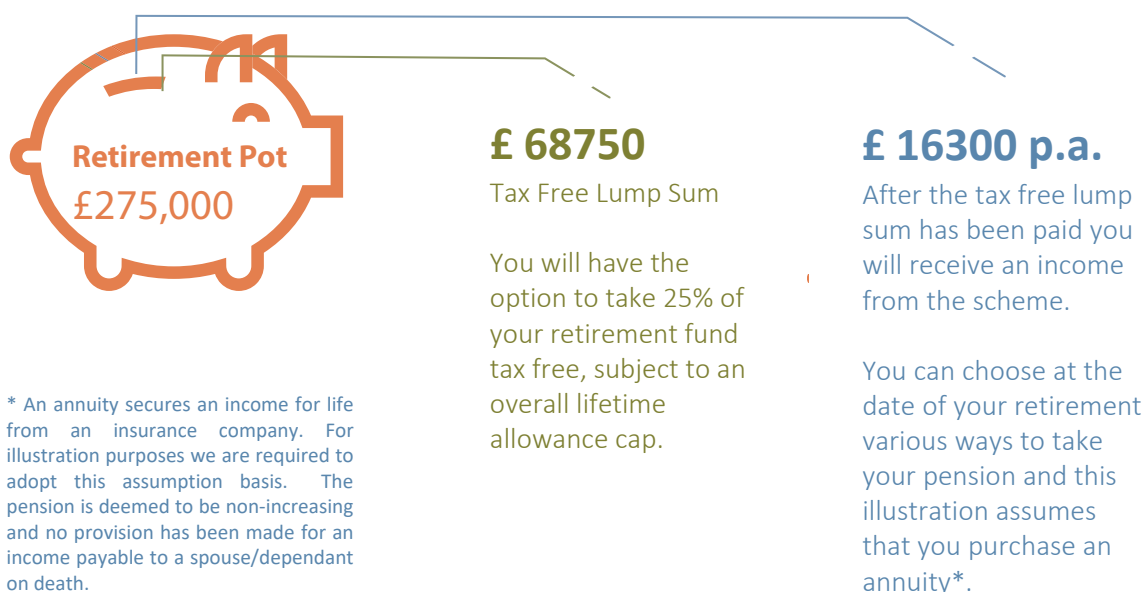 Retirement Pot
£275,000
* An annuity secures an income for life
from an insurance company. For
illustration purposes we are required to
adopt this assumption basis. The
pension is deemed to be non-increasing
and no provision has been made for an
income payable to a spouse/dependant
on death.
£ 68750
Tax Free Lump Sum
You will have the
option to take 25% of
your retirement fund
tax free, subject to an
overall lifetime
allowance cap.
£ 16300 p.a.
After the tax free lump
sum has been paid you
will receive an income
from the scheme.
You can choose at the
date of your retirement
various ways to take
your pension and this
illustration assumes
that you purchase an
annuity*.